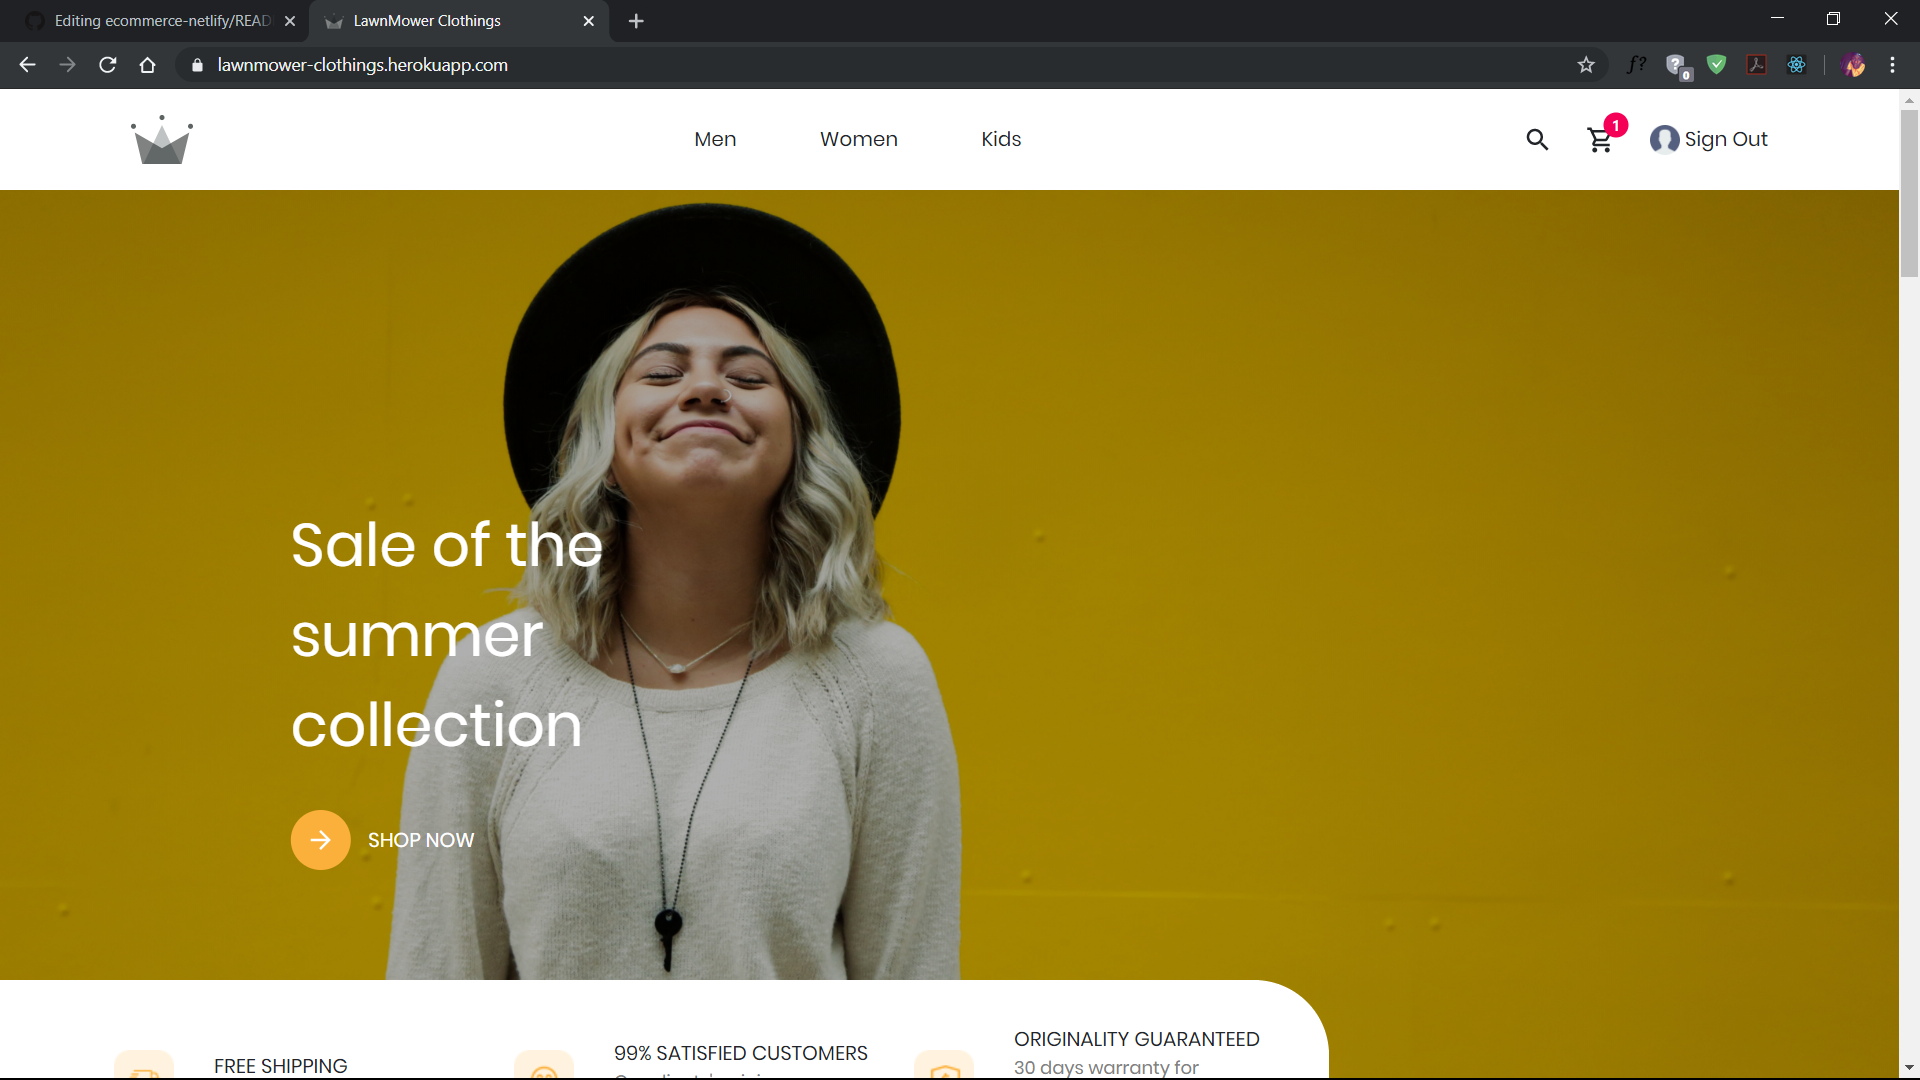 Editing ecommerce-netlify/READ
LawnMower Clothings
lawnmower-clothings.herokuapp.com
f?
0
Men
Women
Kids
1
Sign Out
Sale of the
summer
collection
SHOP NOW
FREE SHIPPING
99% SATISFIED CUSTOMERS
ORIGINALITY GUARANTEED
30 days warranty for